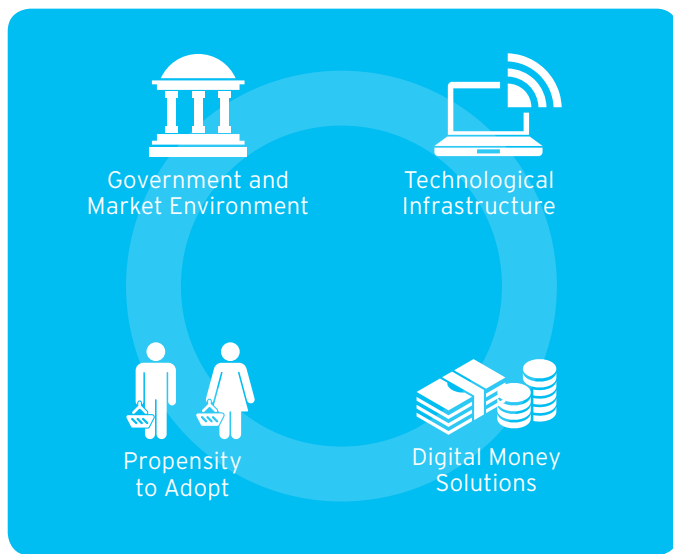 Government and
Market Environment
Technological
Infrastructure
Propensity
to Adopt
Digital Money
Solutions